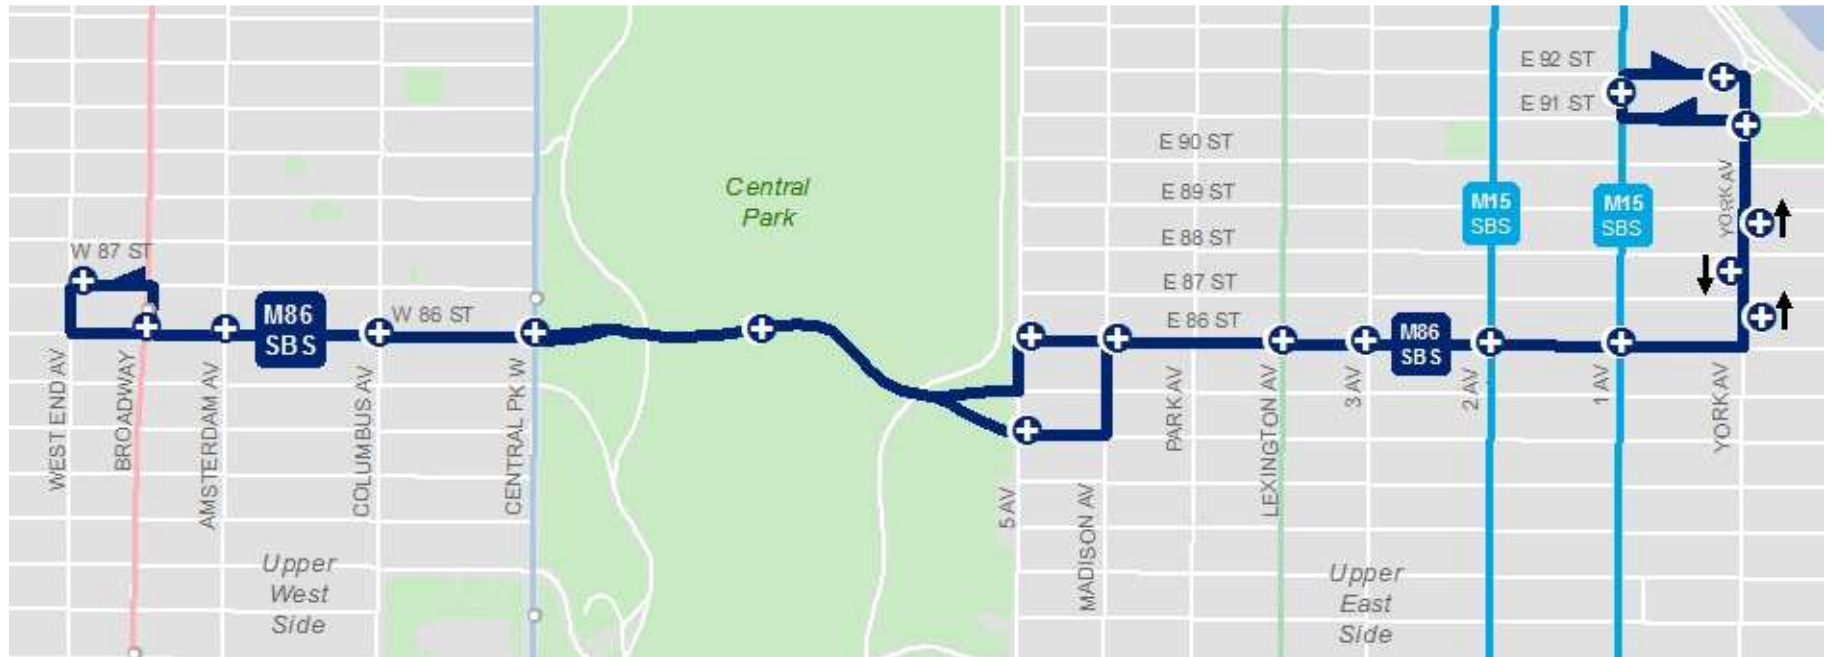 E 92 ST
E 91 ST
E 90 ST
Central
Park
E 89 ST
M15
SBS
M15
SBS
YORK AV
E 88 ST
W 87 ST
E 87 ST
M86
SBS
W 86 ST
E 86 ST
M86
SBS
WEST END AV
BROADWAY
AMSTERDAM AV
COLUMBUS AV
CENTRAL PK W
5 AV
MADISON AV
PARK AV
LEXINGTON AV
3 AV
2 AV
1 AV
YORK AV
Upper
West
Side
Upper
East
Side